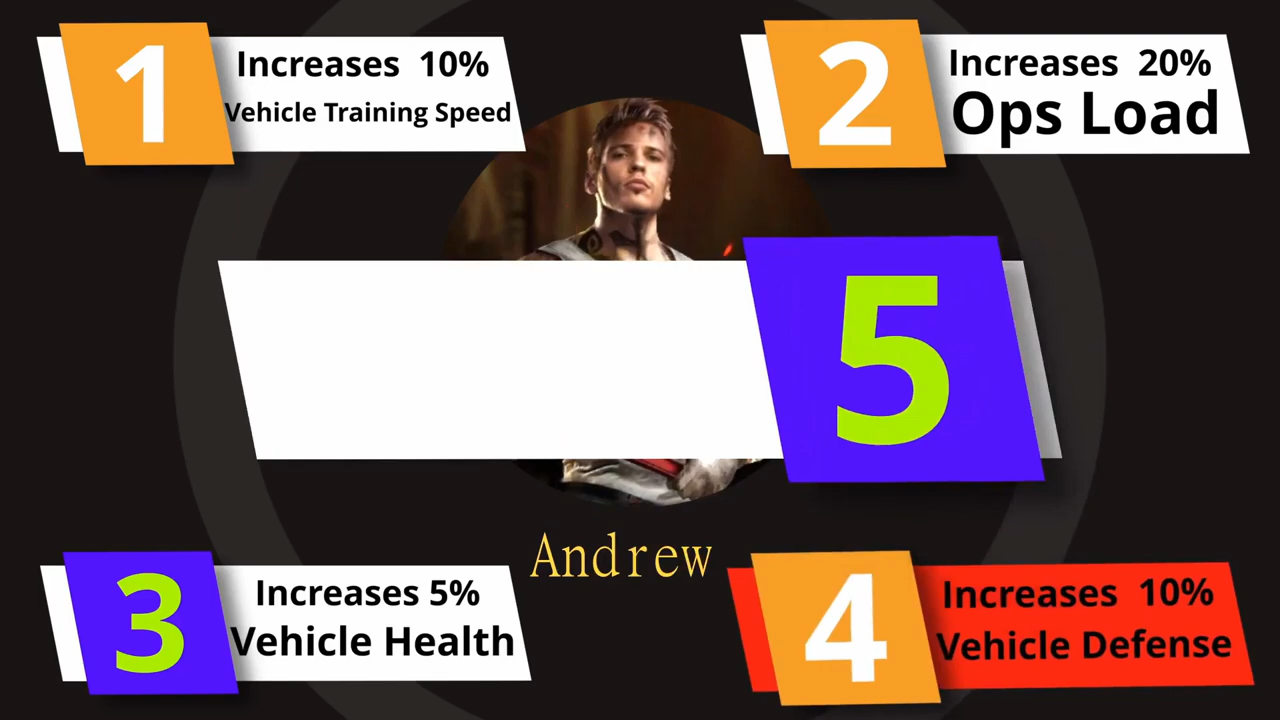 1
Increases 10%
Vehicle Training Speed
2
Increases 20%
Ops Load
5
Andrew
3
Increases 5%
Vehicle Health
4
Increases 10%
Vehicle Defense